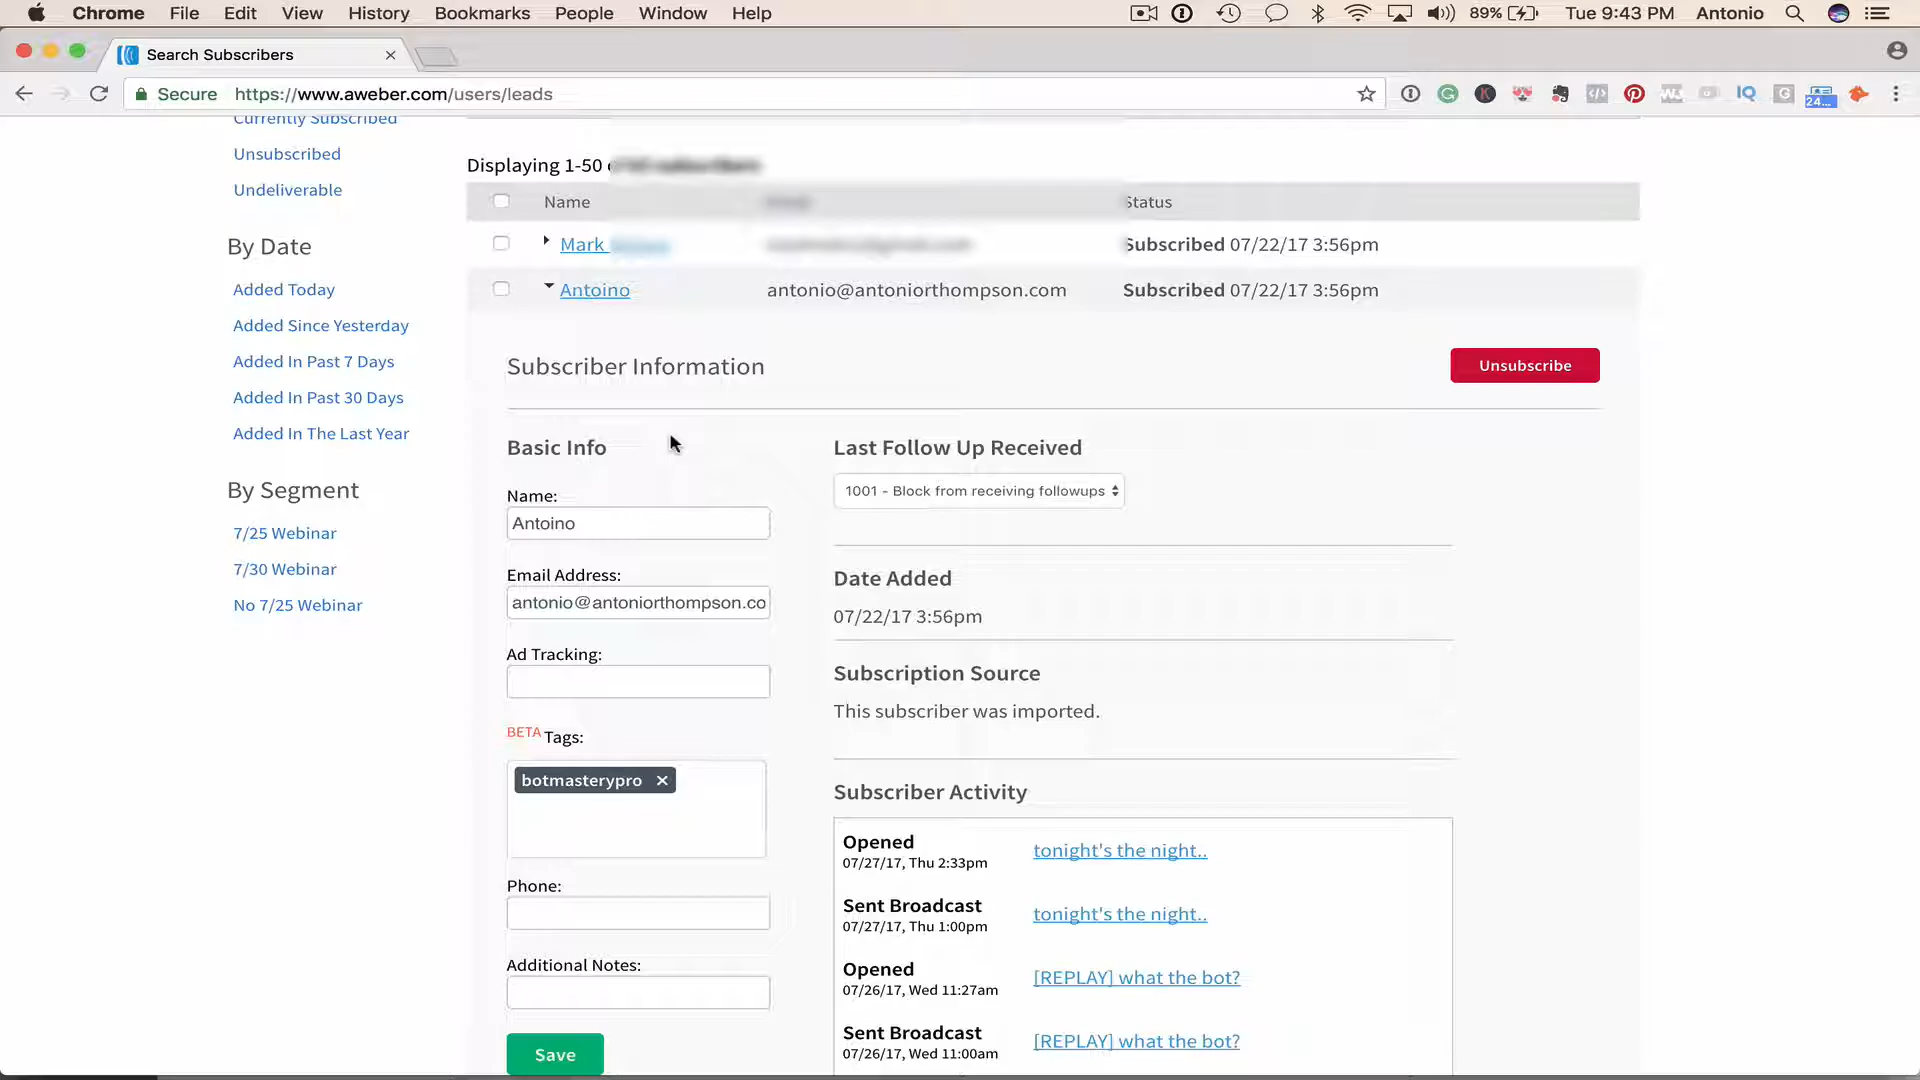 Chrome File Edit View History Bookmarks People Window Help 89% Tue 9:43 PM Antonio
Search Subscribers
Secure https://www.aweber.com/users/leads
24...
Currently Subscribed
Unsubscribed
Undeliverable
By Date
Added Today
Added Since Yesterday
Added In Past 7 Days
Added In Past 30 Days
Added In The Last Year
By Segment
7/25 Webinar
7/30 Webinar
No 7/25 Webinar
Displaying 1-50
Name Status
Mark Subscribed 07/22/17 3:56pm
Antoino antonio@antoniorthompson.com Subscribed 07/22/17 3:56pm
Subscriber Information Unsubscribe
Basic Info
Name:
Antoino
Email Address:
antonio@antoniorthompson.co
Ad Tracking:
BETA Tags:
botmasterypro
Phone:
Additional Notes:
Save
Last Follow Up Received
1001 - Block from receiving followups
Date Added
07/22/17 3:56pm
Subscription Source
This subscriber was imported.
Subscriber Activity
Opened tonight's the night..
07/27/17, Thu 2:33pm
Sent Broadcast tonight's the night..
07/27/17, Thu 1:00pm
Opened [REPLAY] what the bot?
07/26/17, Wed 11:27am
Sent Broadcast [REPLAY] what the bot?
07/26/17, Wed 11:00am